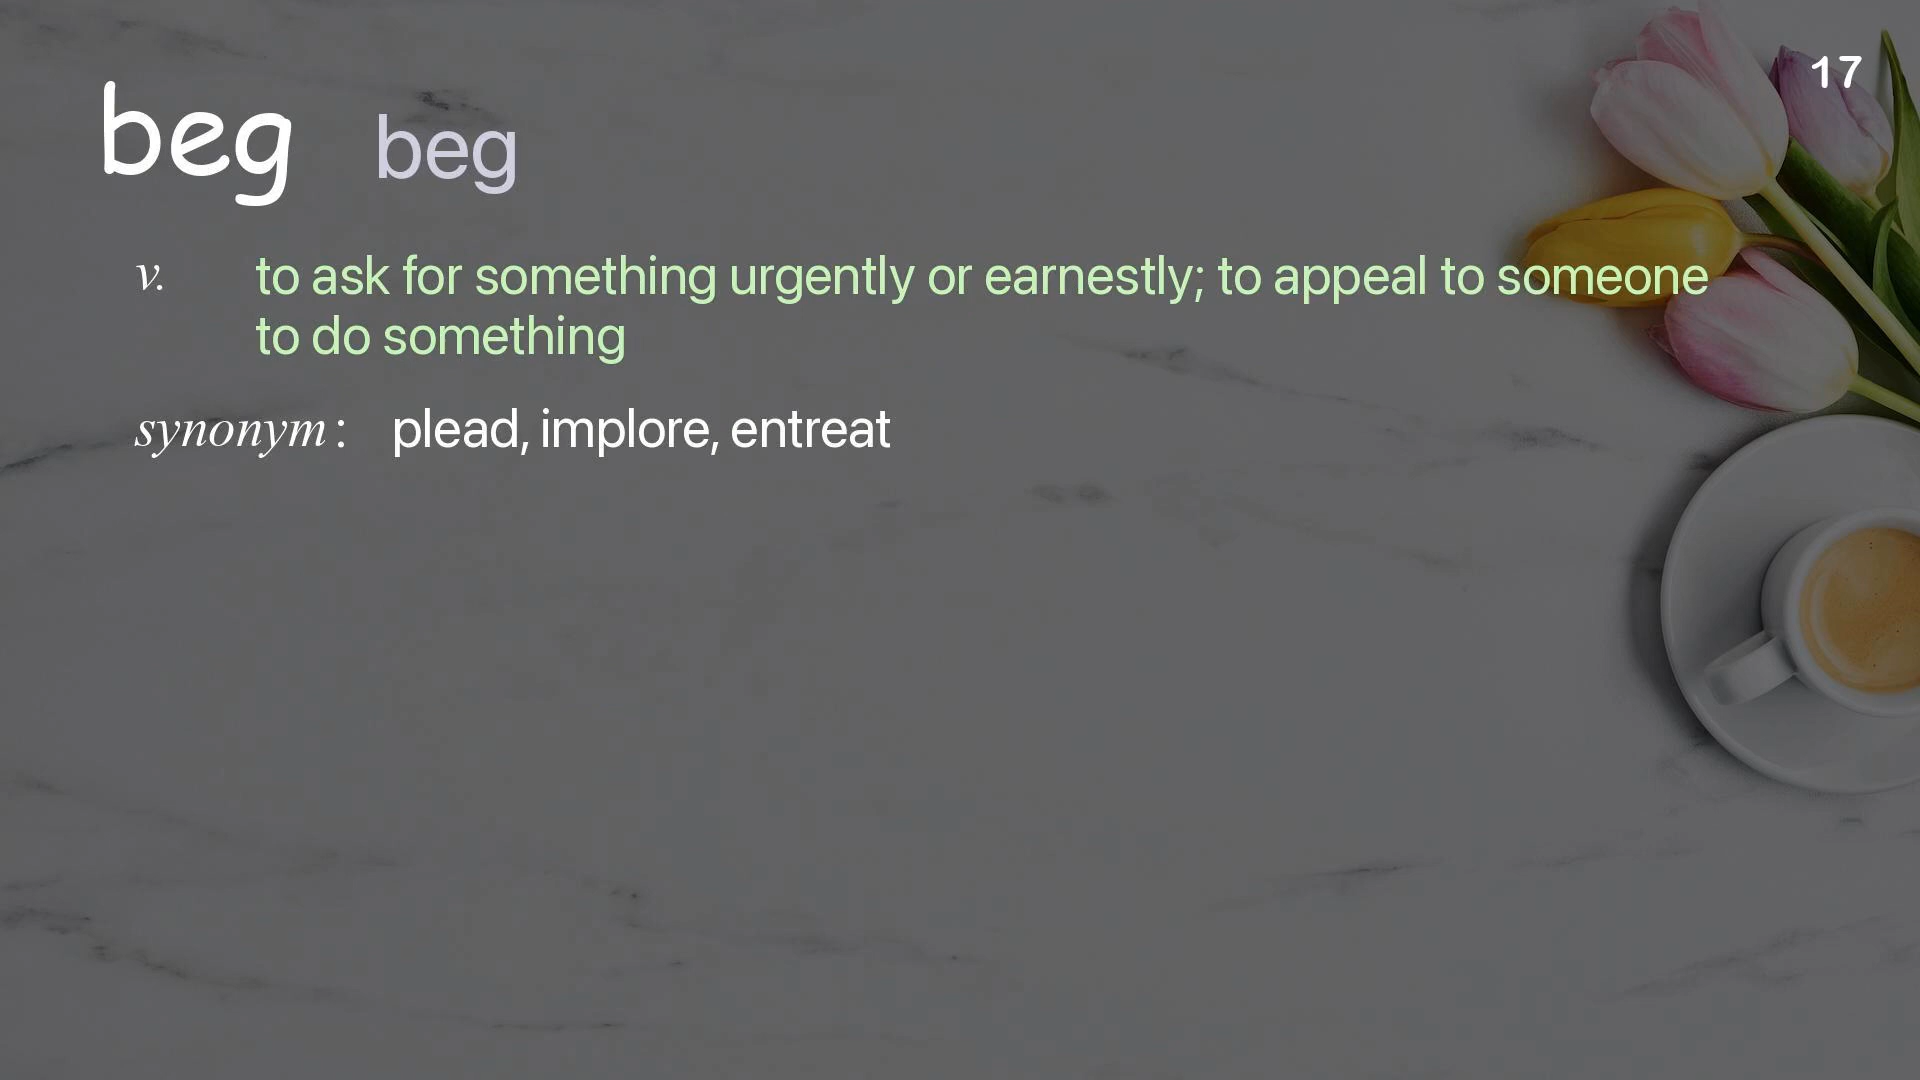 17
beg beg
v. to ask for something urgently or earnestly; to appeal to someone
to do something
synonym : plead, implore, entreat